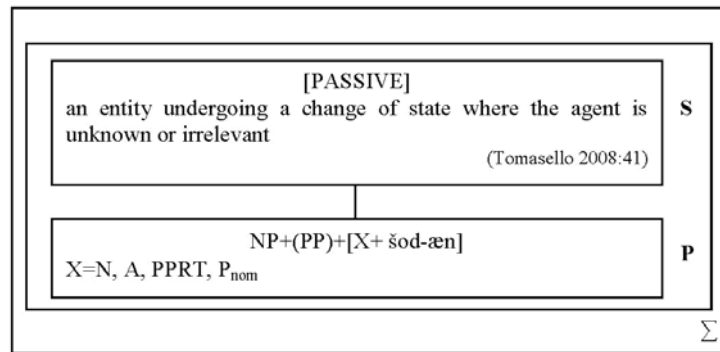 [PASSIVE]
an entity undergoing a change of state where the agent is
unknown or irrelevant
(Tomasello 2008:41)
S
NP+(PP)+[X+ šod-æn]
X=N, A, PPRT, Pnom
P
∑